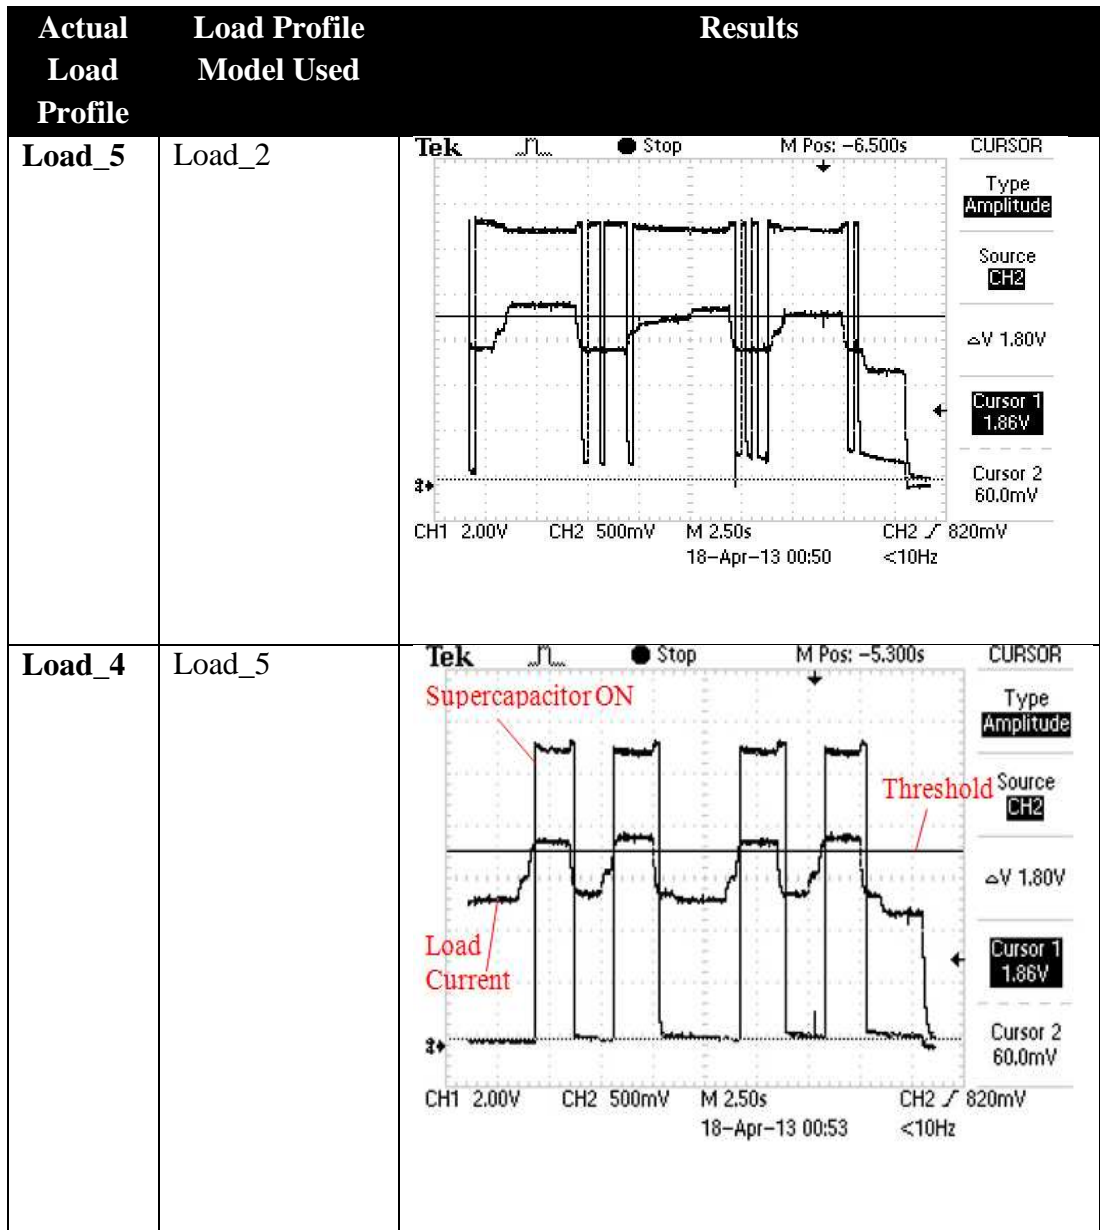 Actual Load Profile
Load Profile Model Used
Results
Load_5
Load_2
Tek
Stop
M Pos: -6.500s
CURSOR
Type
Amplitude
Source
CH2
△V 1.80V
Cursor 1
1.86V
Cursor 2
60.0mV
CH1 2.00V
CH2 500mV
M 2.50s
CH2 820mV
18-Apr-13 00:50
<10Hz
Load_4
Load_5
Tek
Stop
M Pos: -5.300s
CURSOR
Supercapacitor ON
Type
Amplitude
Threshold
Source
CH2
△V 1.80V
Load
Current
Cursor 1
1.86V
Cursor 2
60.0mV
CH1 2.00V
CH2 500mV
M 2.50s
CH2 820mV
18-Apr-13 00:53
<10Hz